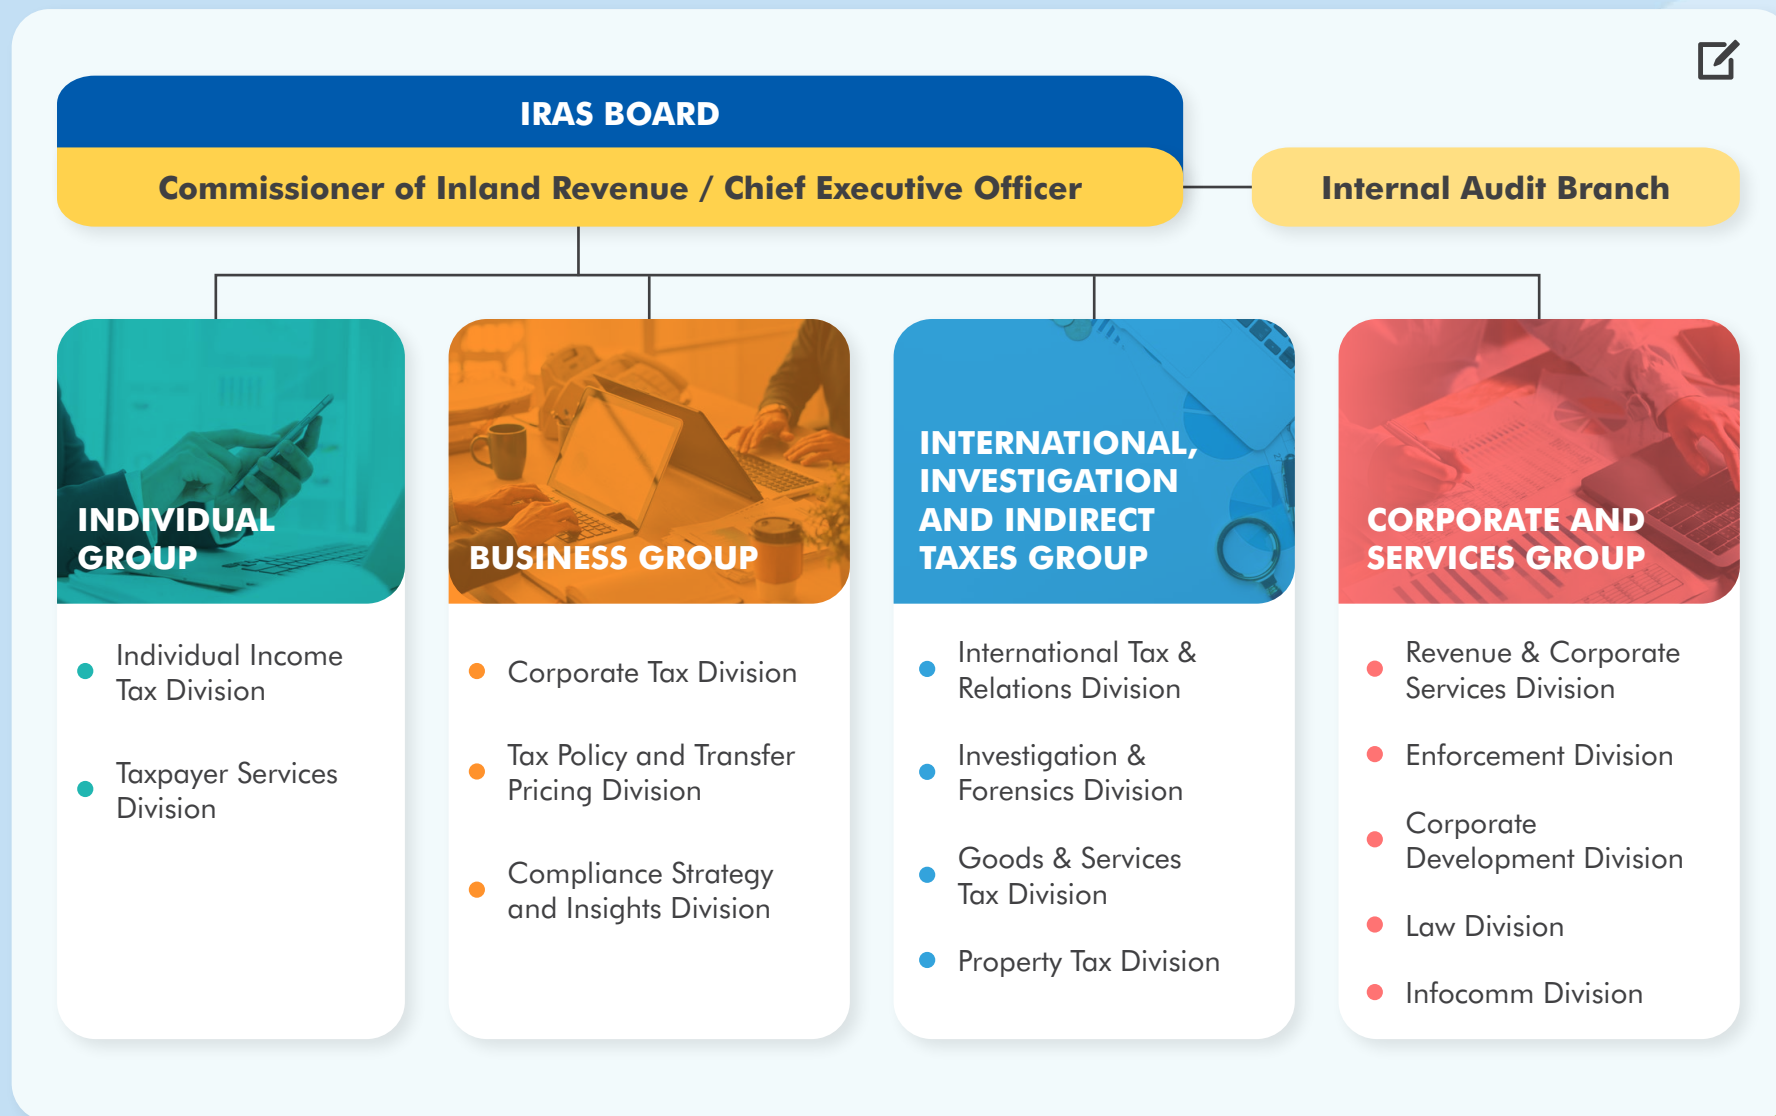 IRAS BOARD
Commissioner of Inland Revenue / Chief Executive Officer
Internal Audit Branch
INDIVIDUAL
GROUP
Individual Income
Tax Division
Taxpayer Services
Division
BUSINESS GROUP
Corporate Tax Division
Tax Policy and Transfer
Pricing Division
Compliance Strategy
and Insights Division
INTERNATIONAL,
INVESTIGATION
AND INDIRECT
TAXES GROUP
International Tax &
Relations Division
Investigation &
Forensics Division
Goods & Services
Tax Division
Property Tax Division
CORPORATE AND
SERVICES GROUP
Revenue & Corporate
Services Division
Enforcement Division
Corporate
Development Division
Law Division
Infocomm Division